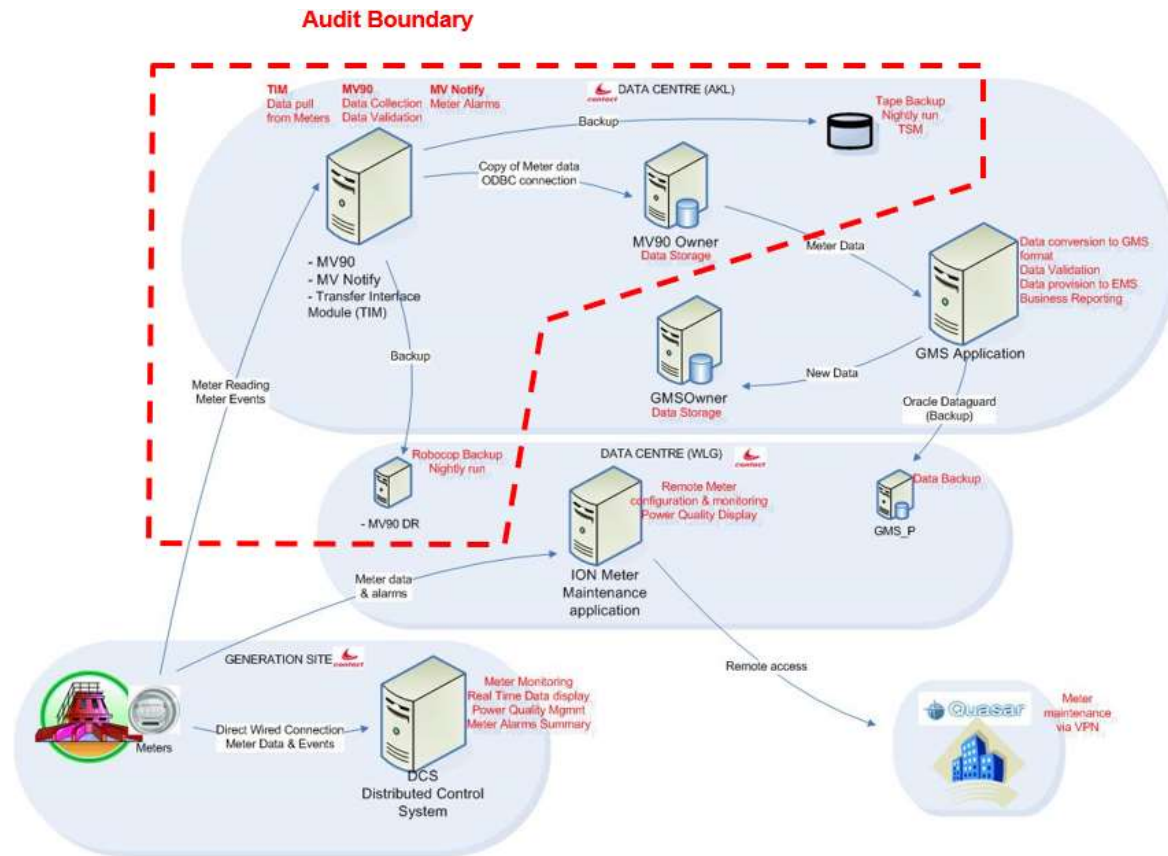 Audit Boundary
TIM
Data pull
from Meters
MV90
Data Collection
Data Validation
MV Notify
Meter Alarms
contact
DATA CENTRE (AKL)
Backup
Tape Backup
Nightly run
TSM
Copy of Meter data
ODBC connection
MV90 Owner
Data Storage
Meter Data
- MV90
- MV Notify
- Transfer Interface
Module (TIM)
Data conversion to GMS
format
Data Validation
Data provision to EMS
Business Reporting
GMS Application
Backup
New Data
GMSOwner
Data Storage
Meter Reading
Meter Events
Oracle Dataguard
(Backup)
Robocop Backup
Nightly run
- MV90 DR
DATA CENTRE (WLG)
contact
Remote Meter
configuration & monitoring
Power Quality Display
Data Backup
GMS_P
Meter data
& alarms
ION Meter
Maintenance
application
GENERATION SITE
contact
Meter Monitoring
Real Time Data display
Power Quality Mgmnt
Meter Alarms Summary
Remote access
Meters
Direct Wired Connection
Meter Data & Events
DCS
Distributed Control
System
Quasar
Meter
maintenance
via VPN